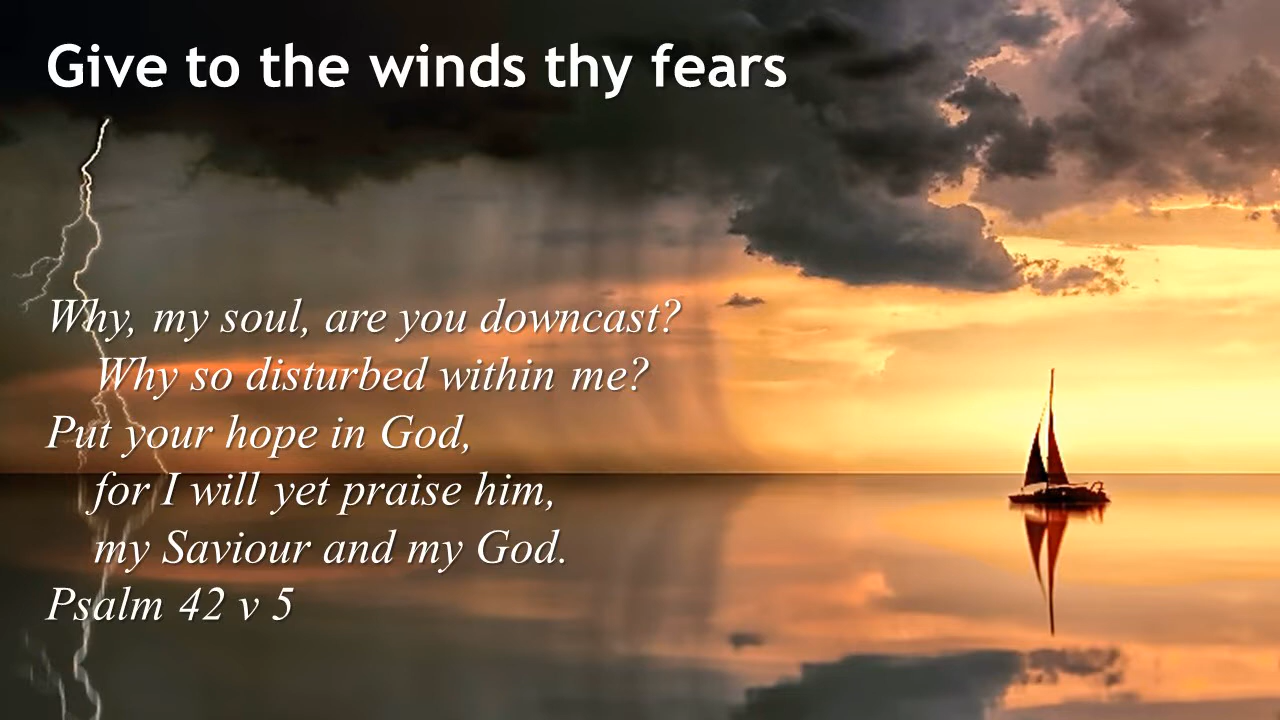 Give to the winds thy fears
Why, my soul, are you downcast?
Why so disturbed within me?
Put your hope in God,
for I will yet praise him,
my Saviour and my God.
Psalm 42 v 5